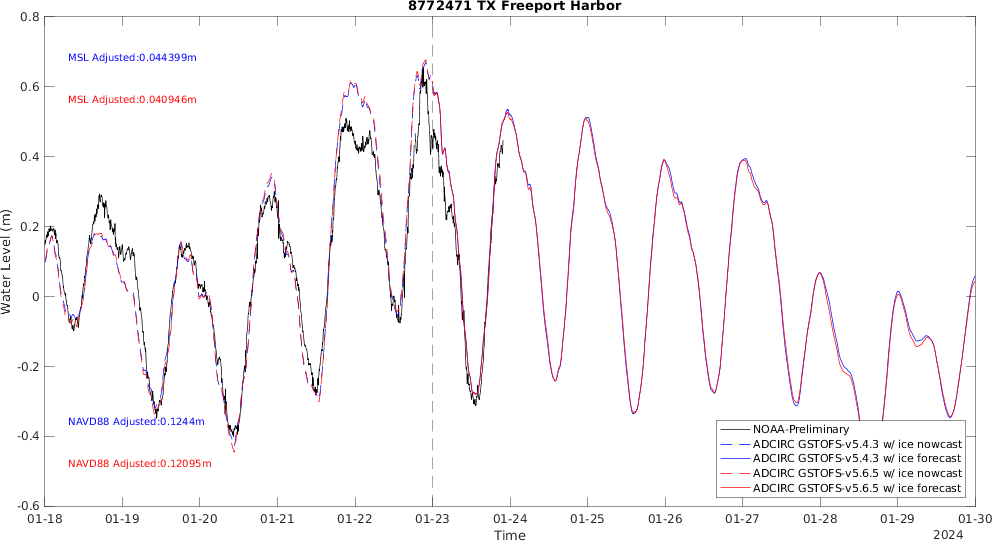 8772471 TX Freeport Harbor
0.8
0.6
0.4
0.2
0
-0.2
-0.4
-0.6
Water Level (m)
MSL Adjusted:0.044399m
MSL Adjusted:0.040946m
NAVD88 Adjusted:0.1244m
NAVD88 Adjusted:0.12095m
NOAA-Preliminary
ADCIRC GSTOFS-v5.4.3 w/ ice nowcast
ADCIRC GSTOFS-v5.4.3 w/ ice forecast
ADCIRC GSTOFS-v5.6.5 w/ ice nowcast
ADCIRC GSTOFS-v5.6.5 w/ ice forecast
01-18 01-19 01-20 01-21 01-22 01-23 01-24 01-25 01-26 01-27 01-28 01-29 01-30
Time
2024